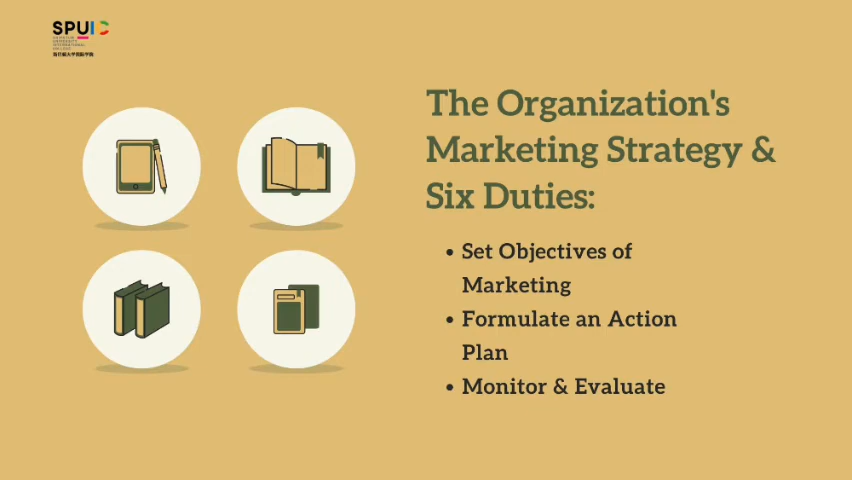 SPUIC
The Organization's
Marketing Strategy &
Six Duties:
• Set Objectives of
Marketing
• Formulate an Action
Plan
• Monitor & Evaluate